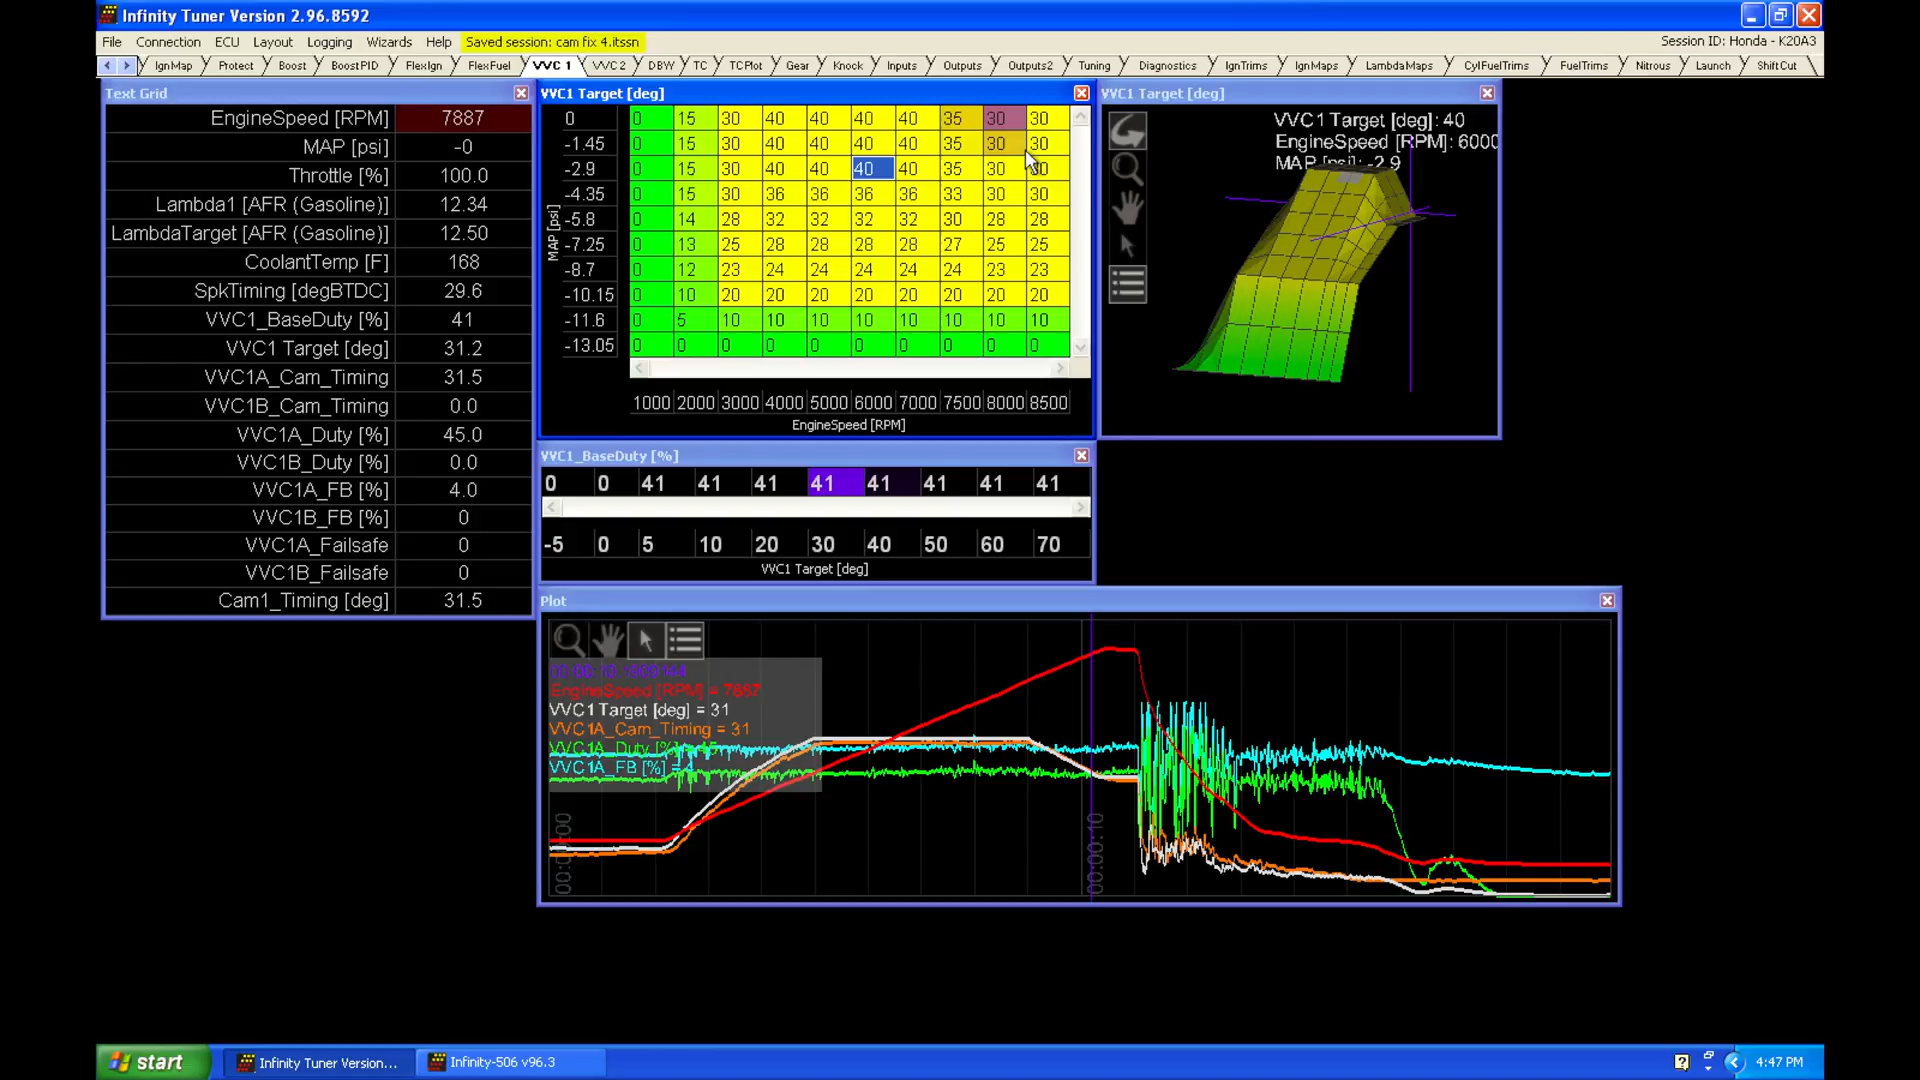 Infinity Tuner Version 2.96.8592
File Connection ECU Layout Logging Wizards Help Saved session: cam fix 4.itssn Session ID: Honda - K20A3
IgnMap Protect Boost BoostPID FlexIgn FlexFuel VVC 1 VVC 2 DBW TC TCPlot Gear Knock Inputs Outputs Outputs2 Tuning Diagnostics IgnTrims IgnMaps LambdaMaps CylFuelTrims FuelTrims Nitrous Launch ShiftCut
Text Grid
EngineSpeed [RPM] 7887
MAP [psi] -0
Throttle [%] 100.0
Lambda1 [AFR (Gasoline)] 12.34
LambdaTarget [AFR (Gasoline)] 12.50
CoolantTemp [F] 168
SpkTiming [degBTDC] 29.6
VVC1_BaseDuty [%] 41
VVC1 Target [deg] 31.2
VVC1A_Cam_Timing 31.5
VVC1B_Cam_Timing 0.0
VVC1A_Duty [%] 45.0
VVC1B_Duty [%] 0.0
VVC1A_FB [%] 4.0
VVC1B_FB [%] 0
VVC1A_Failsafe 0
VVC1B_Failsafe 0
Cam1_Timing [deg] 31.5
VVC1 Target [deg]
0 0 15 30 40 40 40 40 35 30 30
-1.45 0 15 30 40 40 40 40 35 30 30
-2.9 0 15 30 40 40 40 40 35 30 30
-4.35 0 15 30 36 36 36 36 33 30 30
-5.8 0 14 28 32 32 32 32 30 28 28
-7.25 0 13 25 28 28 28 28 27 25 25
-8.7 0 12 23 24 24 24 24 24 23 23
-10.15 0 10 20 20 20 20 20 20 20 20
-11.6 0 5 10 10 10 10 10 10 10 10
-13.05 0 0 0 0 0 0 0 0 0 0
MAP [psi]
1000 2000 3000 4000 5000 6000 7000 7500 8000 8500
EngineSpeed [RPM]
VVC1 Target [deg]
VVC1 Target [deg]: 40
EngineSpeed [RPM]: 6000
MAP [psi]: -2.9
VVC1_BaseDuty [%]
0 0 41 41 41 41 41 41 41 41
-5 0 5 10 20 30 40 50 60 70
VVC1 Target [deg]
Plot
EngineSpeed [RPM] = 7887
VVC1 Target [deg] = 31
VVC1A_Cam_Timing = 31
VVC1A_Duty [%] = 45
VVC1A_FB [%] = 4
00:00:00
00:00:10
start Infinity Tuner Version... Infinity-506 v96.3 4:47 PM